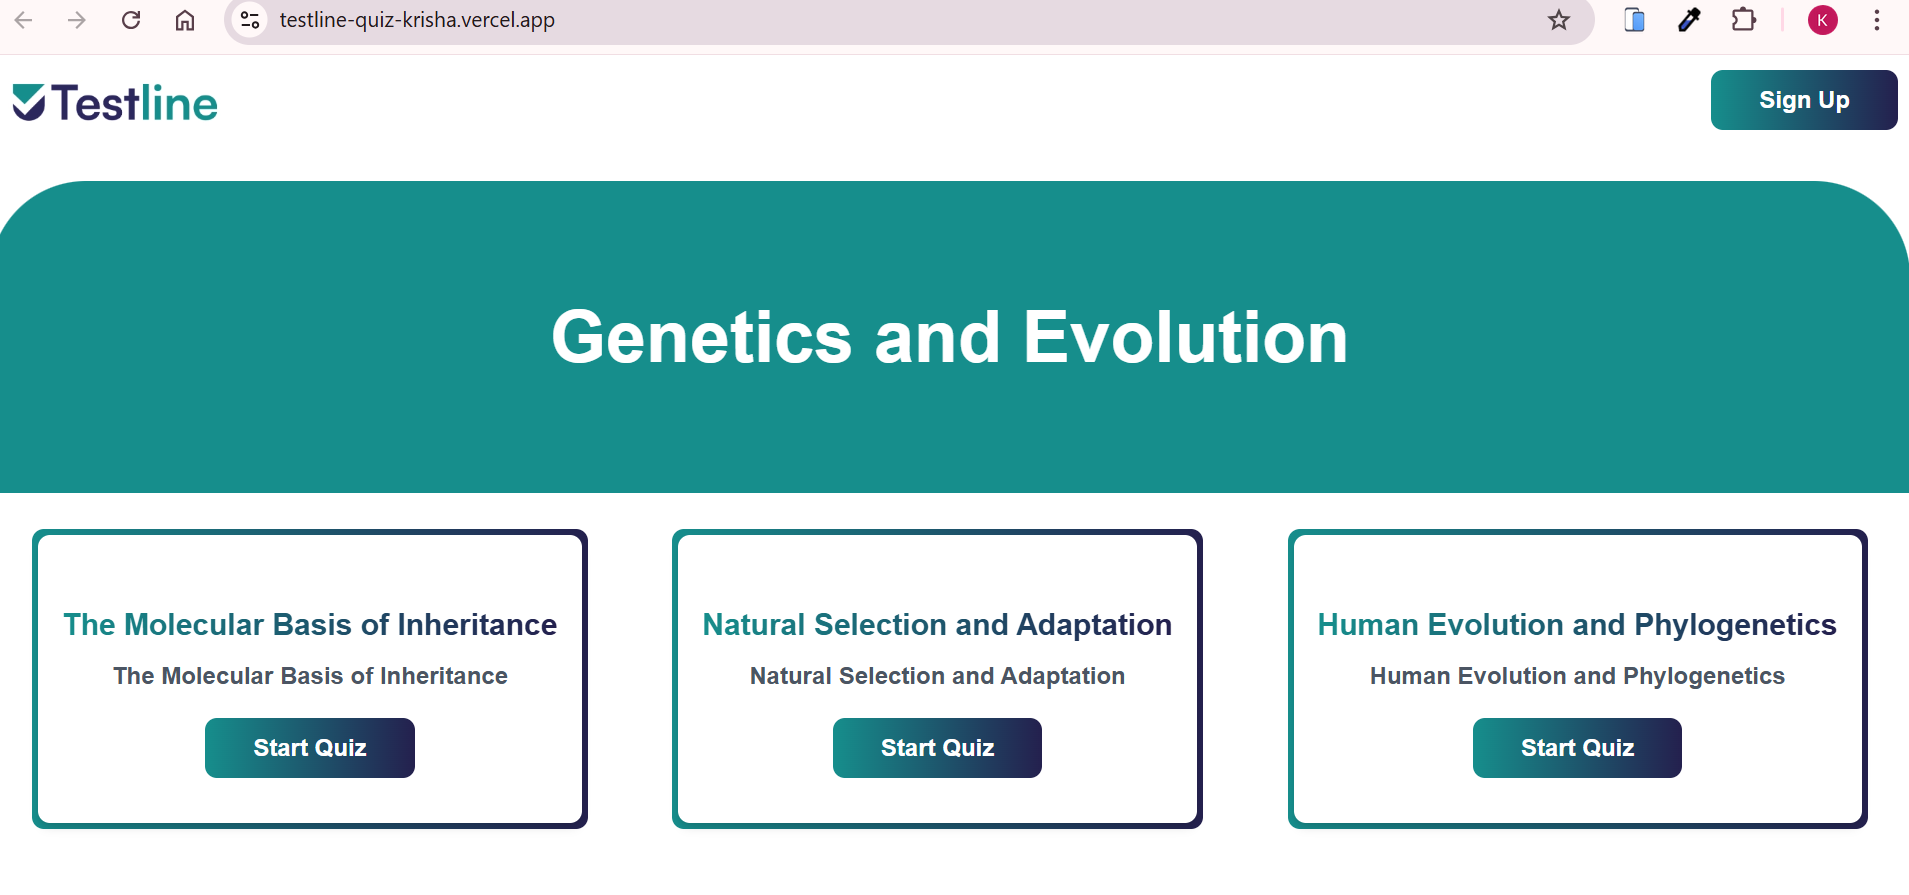 testline-quiz-krisha.vercel.app
K
Testline
Sign Up
Genetics and Evolution
The Molecular Basis of Inheritance
The Molecular Basis of Inheritance
Start Quiz
Natural Selection and Adaptation
Natural Selection and Adaptation
Start Quiz
Human Evolution and Phylogenetics
Human Evolution and Phylogenetics
Start Quiz